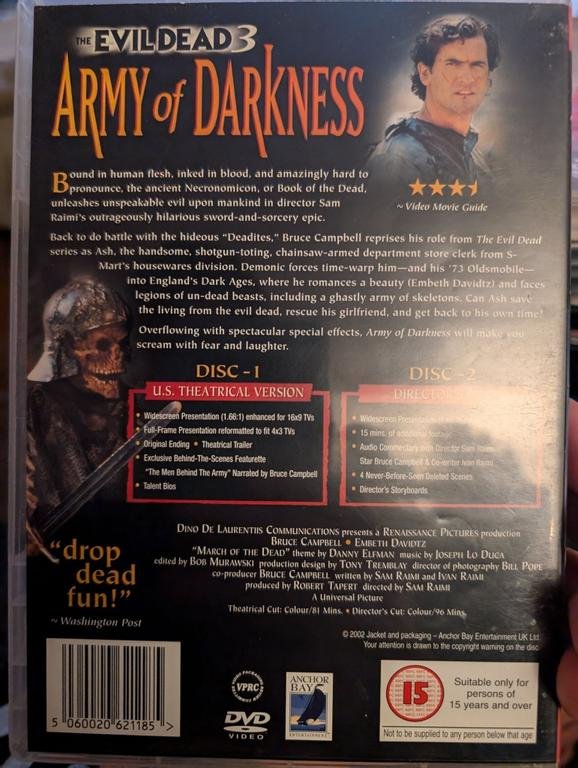 THE EVIL DEAD 3
ARMY of DARKNESS
Bound in human flesh, inked in blood, and amazingly hard to
pronounce, the ancient Necronomicon, or Book of the Dead,
unleashes unspeakable evil upon mankind in director Sam
Raimi's outrageously hilarious sword-and-sorcery epic.
~ Video Movie Guide
Back to do battle with the hideous "Deadites," Bruce Campbell reprises his role from The Evil Dead
series as Ash, the handsome, shotgun-toting, chainsaw-armed department store clerk from S-
Mart's housewares division. Demonic forces time-warp him—and his '73 Oldsmobile—
into England's Dark Ages, where he romances a beauty (Embeth Davidtz) and faces
legions of un-dead beasts, including a ghastly army of skeletons. Can Ash save
the living from the evil dead, rescue his girlfriend, and get back to his own time?
Overflowing with spectacular special effects, Army of Darkness will make you
scream with fear and laughter.
DISC - 1
U.S. THEATRICAL VERSION
• Widescreen Presentation (1.66:1) enhanced for 16x9 TVs
• Full-Frame Presentation reformatted to fit 4x3 TVs
• Original Ending • Theatrical Trailer
• Exclusive Behind-The-Scenes Featurette
"The Men Behind The Army" Narrated by Bruce Campbell
• Talent Bios
DISC - 2
• Widescreen Presentation
• 15 mins. of additional footage
• Audio Commentary with Director Sam Raimi,
Star Bruce Campbell & Co-writer Ivan Raimi
• 4 Never-Before-Seen Deleted Scenes
• Director's Storyboards
"drop
dead
fun!"
~ Washington Post
DINO DE LAURENTIIS COMMUNICATIONS presents a RENAISSANCE PICTURES production
BRUCE CAMPBELL • EMBETH DAVIDTZ
"MARCH OF THE DEAD" theme by DANNY ELFMAN music by JOSEPH LO DUCA
edited by BOB MURAWSKI production design by TONY TREMBLAY director of photography BILL POPE
co-producer BRUCE CAMPBELL written by SAM RAIMI and IVAN RAIMI
produced by ROBERT TAPERT directed by SAM RAIMI
A Universal Picture
Theatrical Cut: Colour/81 Mins. • Director's Cut: Colour/96 Mins.
© 2002 Jacket and packaging – Anchor Bay Entertainment UK Ltd.
Your attention is drawn to the copyright warning on the disc
5 060020 621185 >
VPRC
DVD
VIDEO
ANCHOR
BAY
ENTERTAINMENT
15
Suitable only for
persons of
15 years and over
Not to be supplied to any person below that age